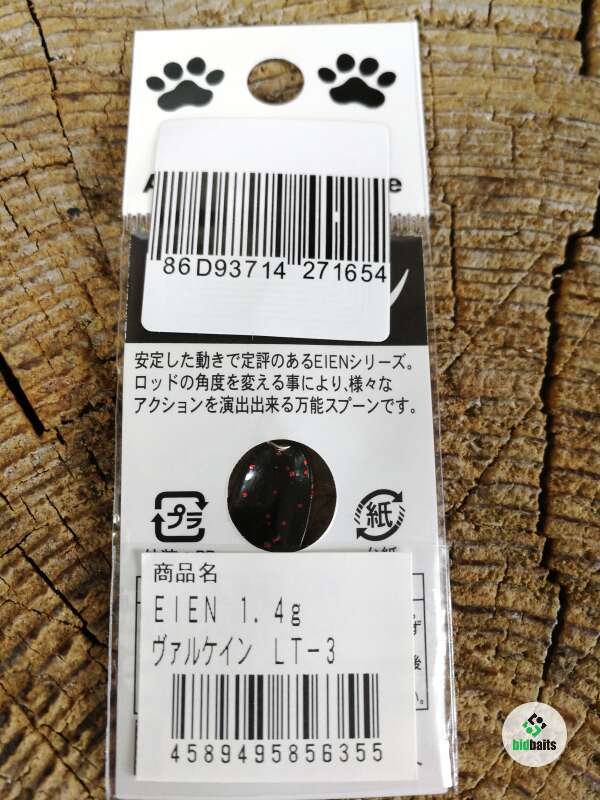 86D93714 271654
安定した動きで定評のあるEIENシリーズ。
ロッドの角度を変える事により、様々な
アクションを演出出来る万能スプーンです。
プラ
紙
商品名
EIEN 1.4g
ヴァルケイン LT-3
4589495856355
bidbaits